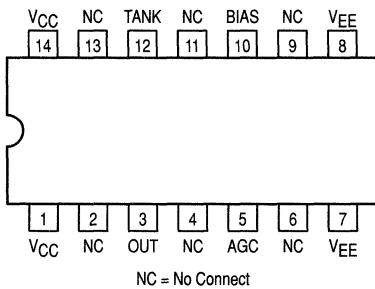 VCC NC TANK NC BIAS NC VEE
14 13 12 11 10 9 8
1 2 3 4 5 6 7
VCC NC OUT NC AGC NC VEE
NC = No Connect